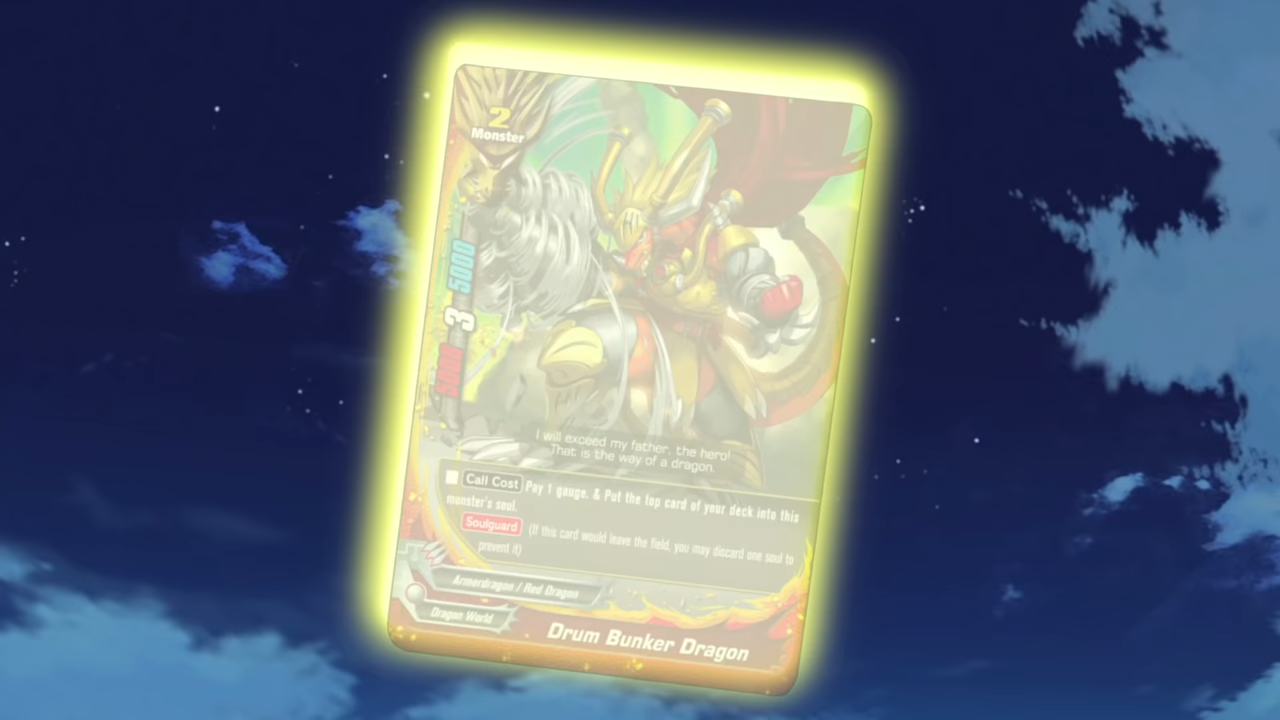 2
Monster
5000
3
5000
I will exceed my father, the hero!
That is the way of a dragon.
Call Cost Pay 1 gauge, & Put the top card of your deck into this
monster's soul.
Soulguard (If this card would leave the field, you may discard one soul to
prevent it)
Armordragon / Red Dragon
Dragon World
Drum Bunker Dragon